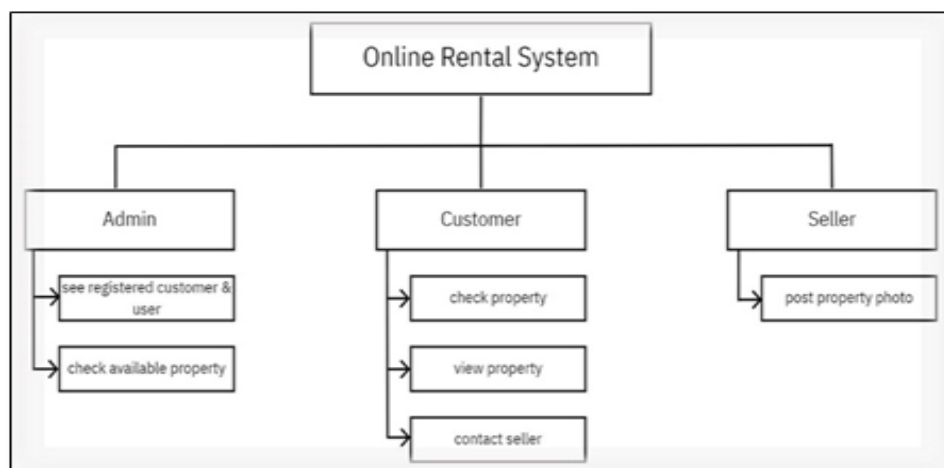 Online Rental System
Admin
Customer
Seller
see registered customer &
user
check available property
check property
view property
contact seller
post property photo